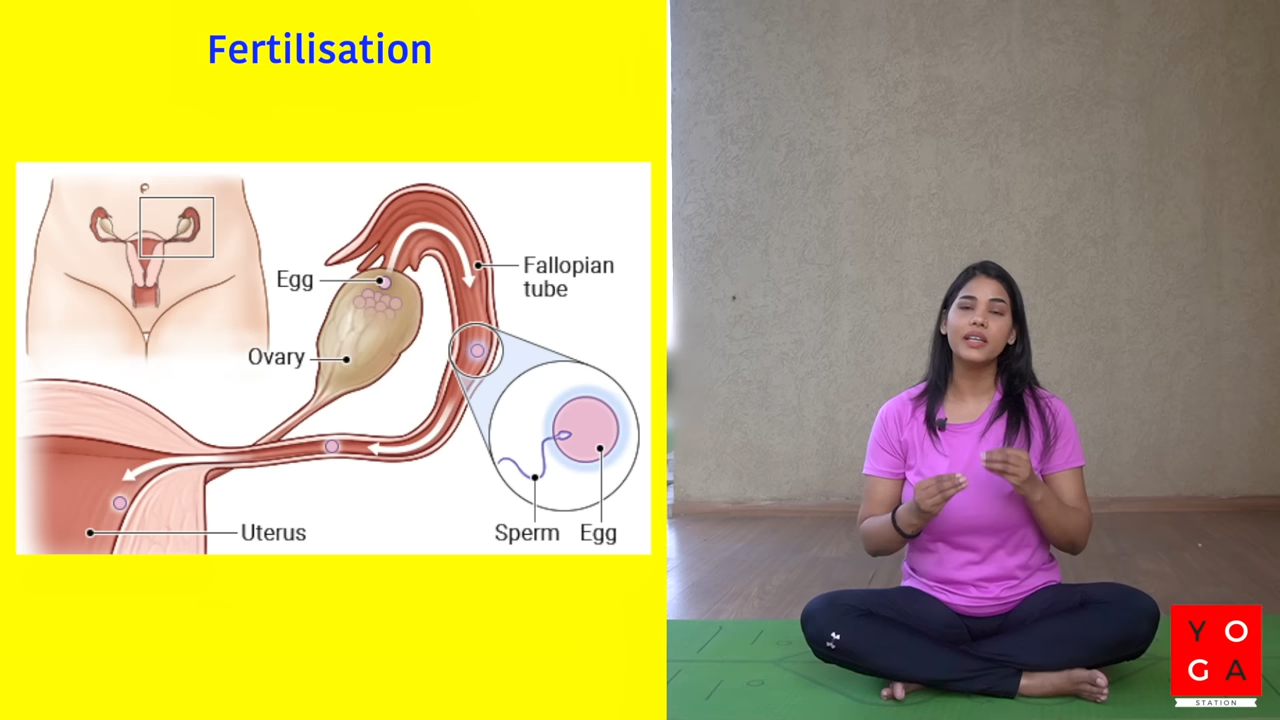 Fertilisation
Egg
Fallopian
tube
Ovary
Uterus
Sperm
Egg
Y O
G A
STATION